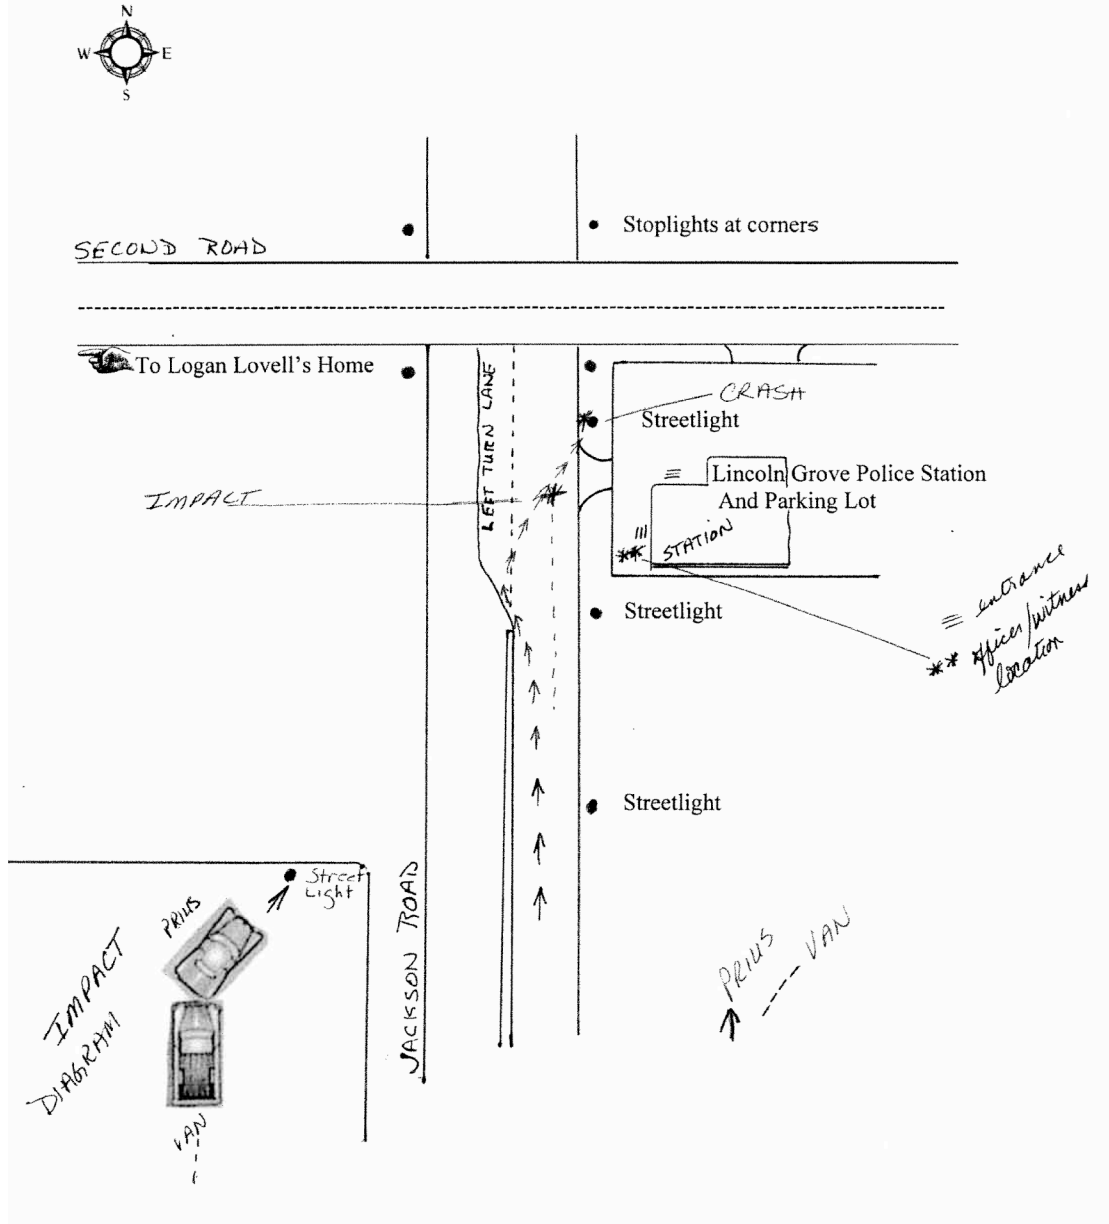 N
W E
S
Stoplights at corners
SECOND ROAD
To Logan Lovell's Home
CRASH
Streetlight
LEFT TURN LANE
IMPACT
Lincoln Grove Police Station
And Parking Lot
STATION
entrance
offices/witness
location
Streetlight
Streetlight
Street
Light
PRIUS
IMPACT
DIAGRAM
VAN
JACKSON ROAD
PRIUS
VAN